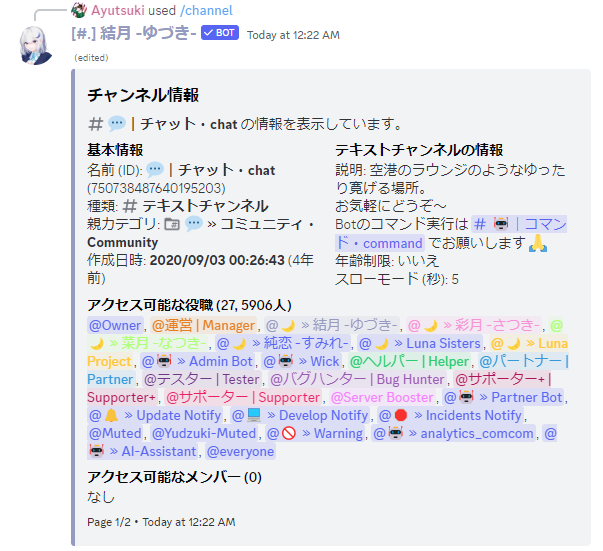 Ayutsuki used /channel
[#.] 結月 -ゆづき- BOT Today at 12:22 AM
(edited)
チャンネル情報
# 💬｜チャット・chat の情報を表示しています。
基本情報
名前 (ID): 💬｜チャット・chat
(750738487640195203)
種類: # テキストチャンネル
親カテゴリ: 💬 » コミュニティ・
Community
作成日時: 2020/09/03 00:26:43 (4年
前)
テキストチャンネルの情報
説明: 空港のラウンジのようなゆった
り寛げる場所。
お気軽にどうぞ～
Botのコマンド実行は # 🤖｜コマン
ド・command でお願いします🙏
年齢制限: いいえ
スローモード (秒): 5
アクセス可能な役職 (27, 5906人)
@Owner, @運営 | Manager, @🌙 » 結月 -ゆづき-, @🌙 » 彩月 -さつき-, @
🌙 » 菜月 -なつき-, @🌙 » 純恋 -すみれ-, @🌙 » Luna Sisters, @🌙 » Luna
Project, @🤖 » Admin Bot, @🤖 » Wick, @ヘルパー | Helper, @パートナー |
Partner, @テスター | Tester, @バグハンター | Bug Hunter, @サポーター+ |
Supporter+, @サポーター | Supporter, @Server Booster, @🤖 » Partner Bot,
@🔔 » Update Notify, @💻 » Develop Notify, @🛑 » Incidents Notify,
@Muted, @Yudzuki-Muted, @🚫 » Warning, @🤖 » analytics_comcom, @
🤖 » AI-Assistant, @everyone
アクセス可能なメンバー (0)
なし
Page 1/2 • Today at 12:22 AM